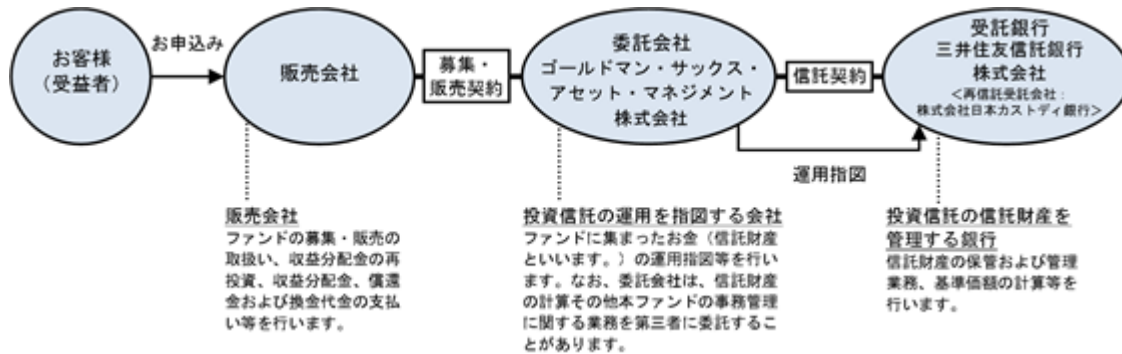 お客様
（受益者）
お申込み
販売会社
募集・
販売契約
委託会社
ゴールドマン・サックス・
アセット・マネジメント
株式会社
信託契約
受託銀行
三井住友信託銀行
株式会社
＜再信託受託会社：
株式会社日本カストディ銀行＞
運用指図
販売会社
ファンドの募集・販売の
取扱い、収益分配金の再
投資、収益分配金、償還
金および換金代金の支払
い等を行います。
投資信託の運用を指図する会社
ファンドに集まったお金（信託財産
といいます。）の運用指図等を行い
ます。なお、委託会社は、信託財産
の計算その他本ファンドの事務管理
に関する業務を第三者に委託するこ
とがあります。
投資信託の信託財産を
管理する銀行
信託財産の保管および管理
業務、基準価額の計算等を
行います。